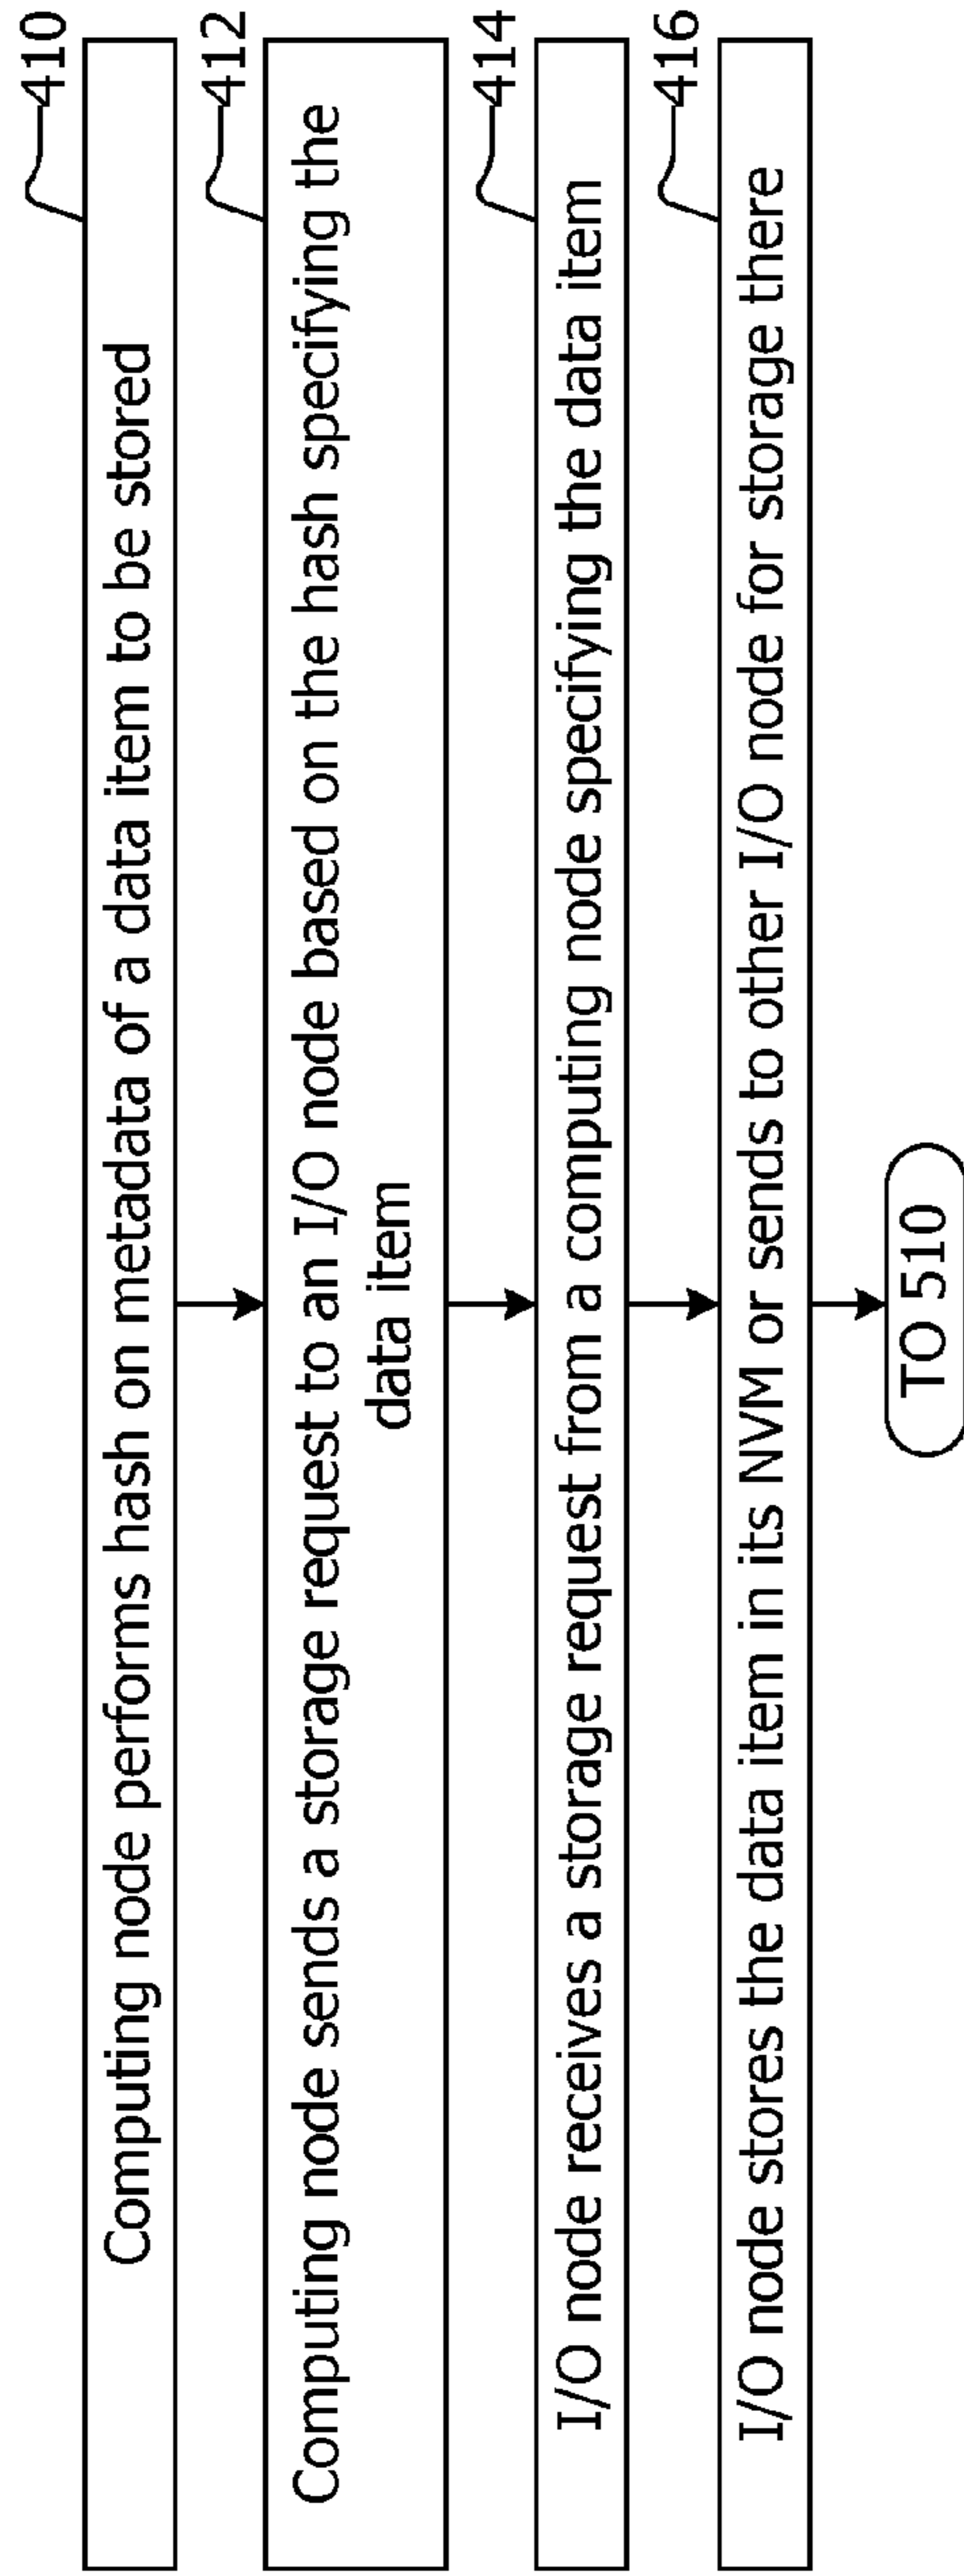 410
Computing node performs hash on metadata of a data item to be stored
412
Computing node sends a storage request to an I/O node based on the hash specifying the
data item
414
I/O node receives a storage request from a computing node specifying the data item
416
I/O node stores the data item in its NVM or sends to other I/O node for storage there
TO 510